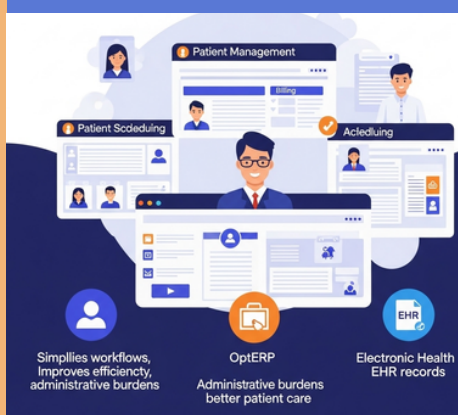 Patient Management
Billing
Patient Scdeduing
Acledluing
EHR
Simpllies workflows,
Improves efficiencty,
administrative burdens
OptERP
Administrative burdens
better patient care
Electronic Health
EHR records